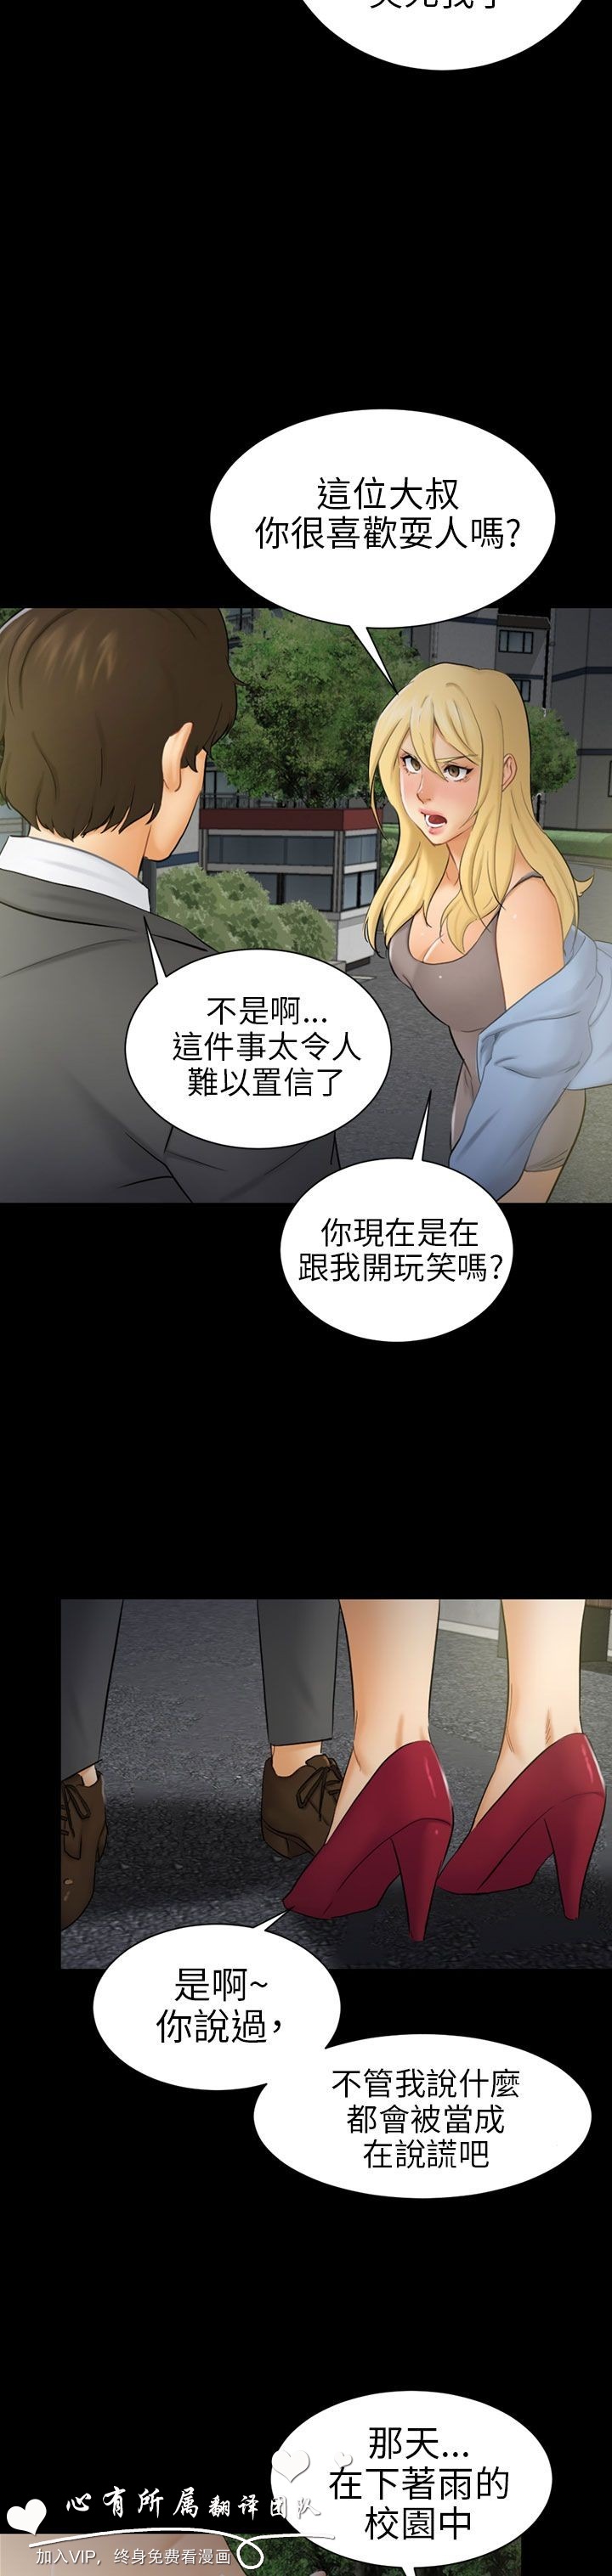 這位大叔
你很喜歡耍人嗎?
不是啊...
這件事太令人
難以置信了
你現在是在
跟我開玩笑嗎?
是啊~
你說過,
不管我說什麼
都會被當成
在說謊吧
那天...
在下著雨的
校園中
心有所属翻译团队
加入VIP，终身免费看漫画